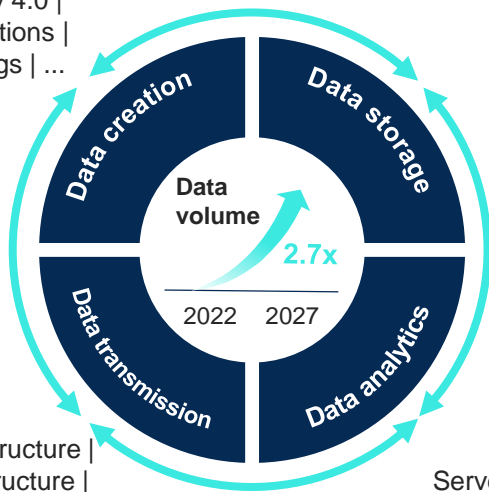 4.0 |
tions |
gs | ...
Data creation
Data storage
Data
volume
2.7x
2022 2027
Data transmission
Data analytics
ructure |
ructure |
Serve